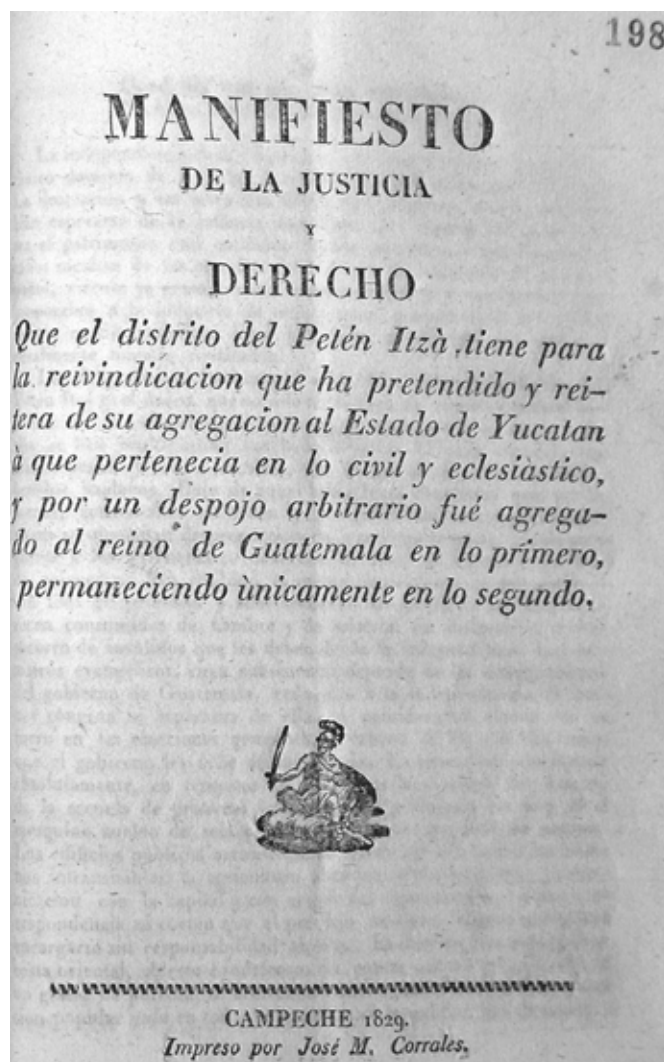 198
MANIFIESTO
DE LA JUSTICIA
Y
DERECHO
Que el distrito del Petén Itzà tiene para
la reivindicacion que ha pretendido y rei-
tera de su agregacion al Estado de Yucatan
à que pertenecia en lo civil y eclesiàstico,
y por un despojo arbitrario fué agrega-
do al reino de Guatemala en lo prímero,
permaneciendo ùnicamente en lo segundo.
CAMPECHE 1829.
Impreso por José M. Corrales.